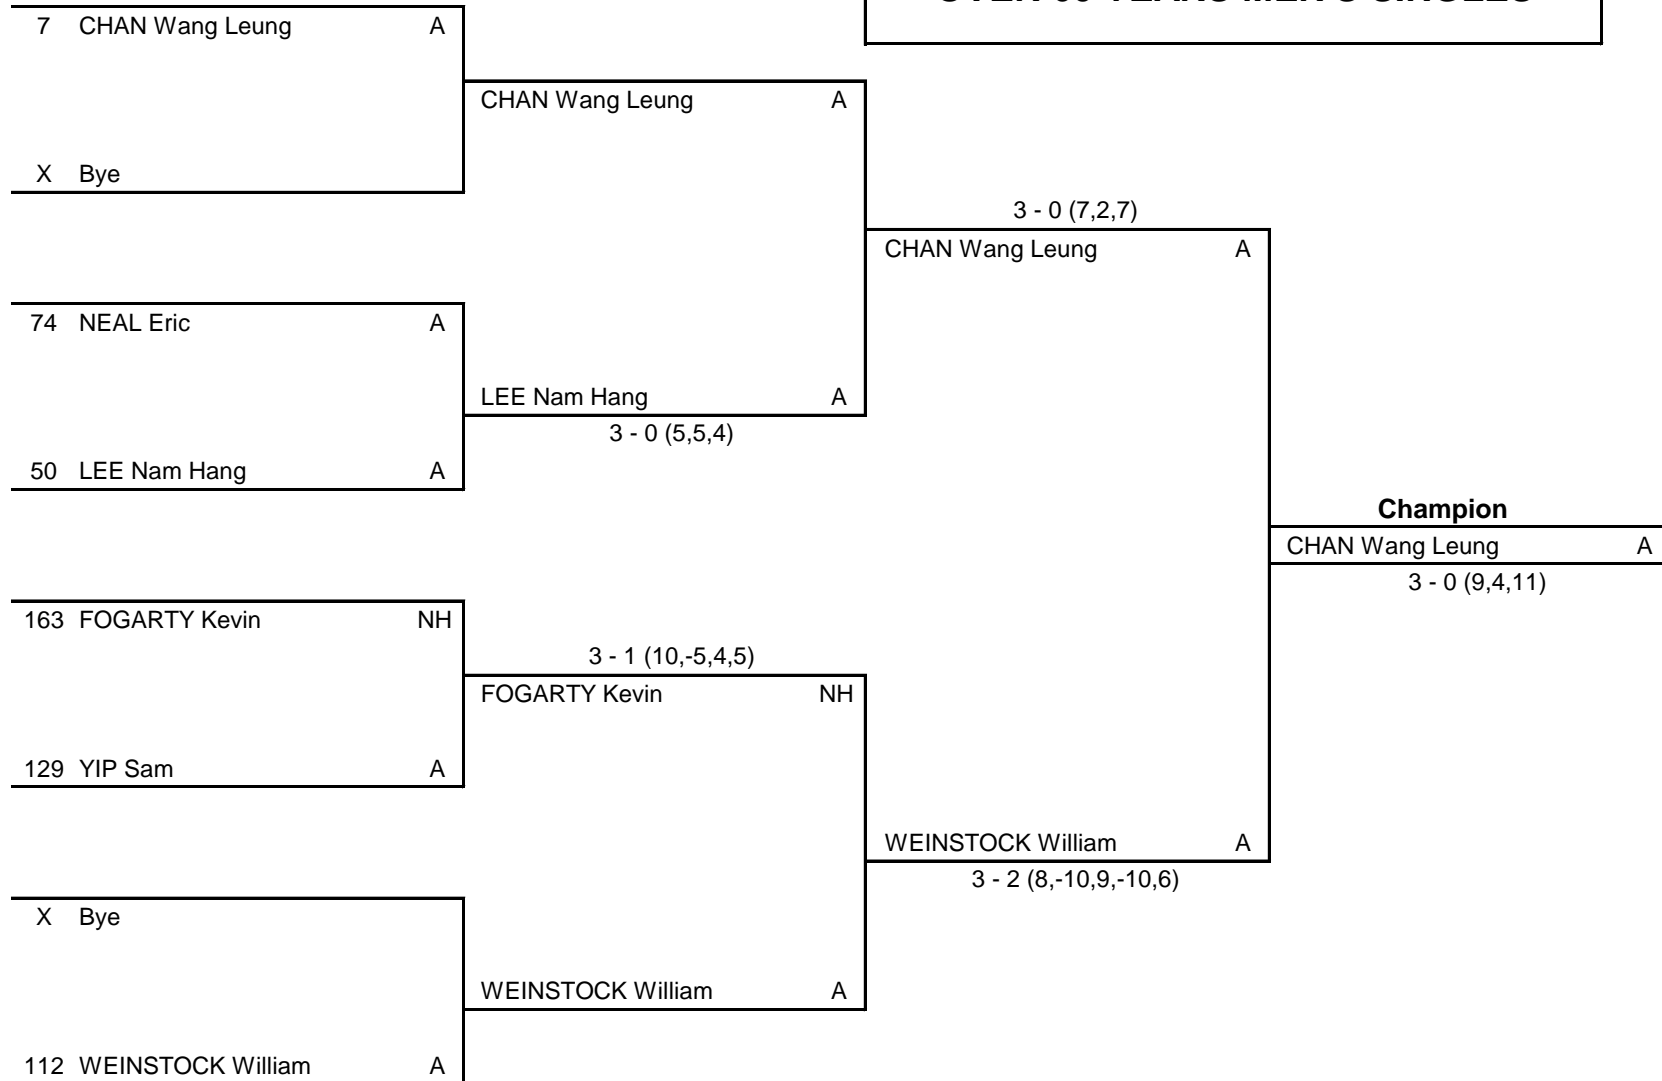 7 CHAN Wang Leung A
CHAN Wang Leung A
X Bye
3 - 0 (7,2,7)
CHAN Wang Leung A
74 NEAL Eric A
LEE Nam Hang A
3 - 0 (5,5,4)
50 LEE Nam Hang A
Champion
CHAN Wang Leung A
3 - 0 (9,4,11)
163 FOGARTY Kevin NH
3 - 1 (10,-5,4,5)
FOGARTY Kevin NH
129 YIP Sam A
WEINSTOCK William A
3 - 2 (8,-10,9,-10,6)
X Bye
WEINSTOCK William A
112 WEINSTOCK William A